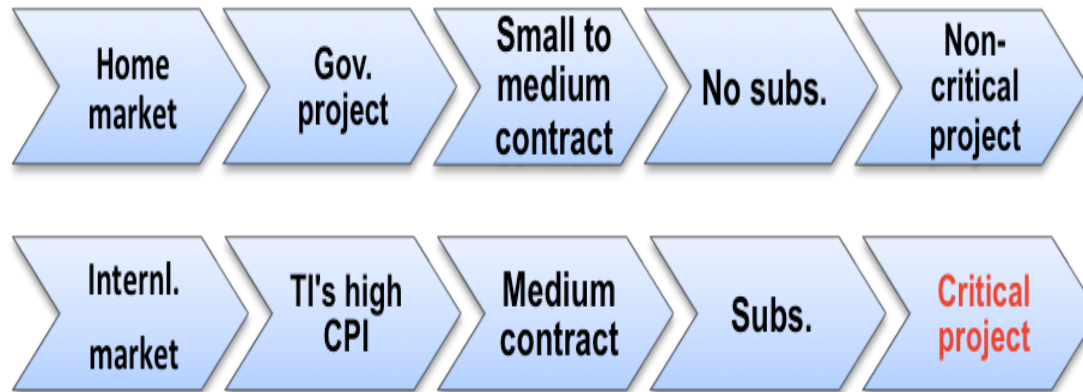 Home
market
Gov.
project
Small to
medium
contract
No subs.
Non-
critical
project
Internl.
market
TI's high
CPI
Medium
contract
Subs.
Critical
project